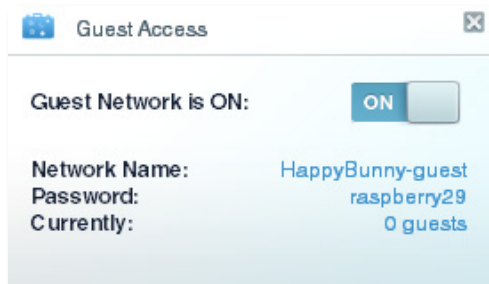 Guest Access
Guest Network is ON: ON
Network Name: HappyBunny-guest
Password: raspberry29
Currently: 0 guests